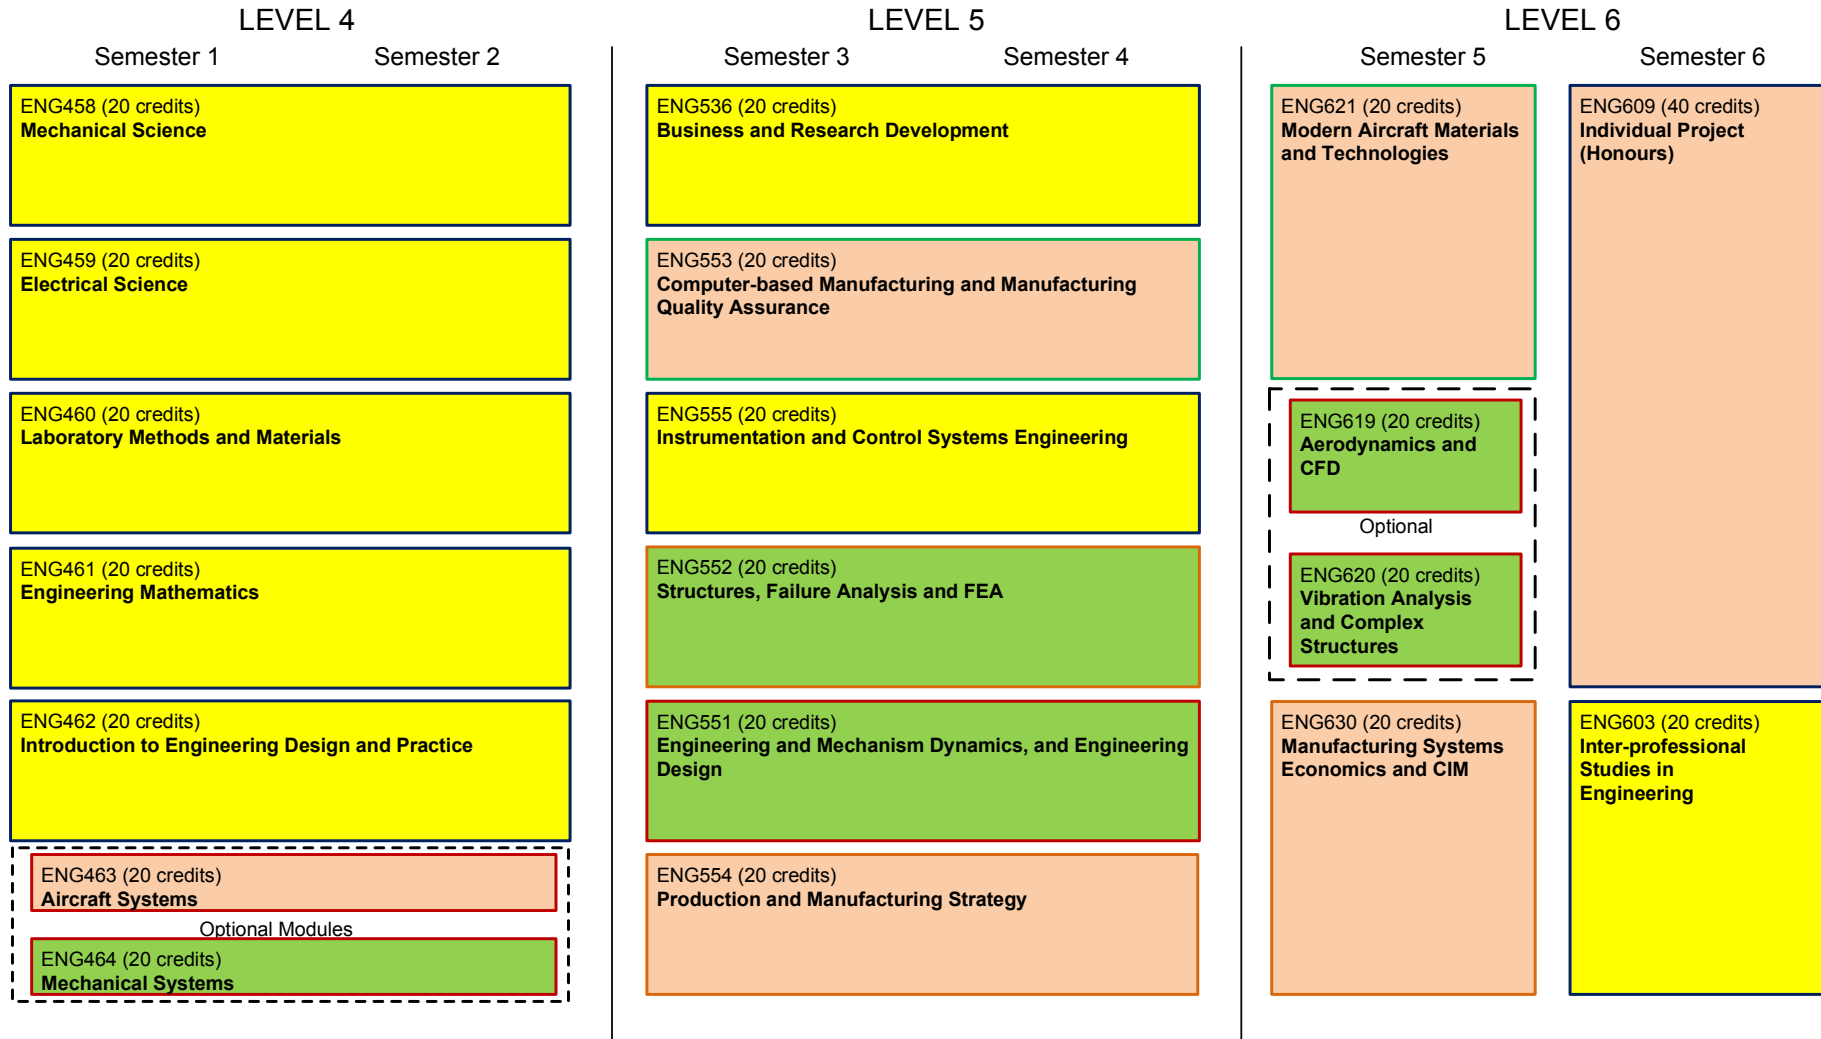 LEVEL 4
Semester 1
Semester 2
ENG458 (20 credits)
Mechanical Science
ENG459 (20 credits)
Electrical Science
ENG460 (20 credits)
Laboratory Methods and Materials
ENG461 (20 credits)
Engineering Mathematics
ENG462 (20 credits)
Introduction to Engineering Design and Practice
ENG463 (20 credits)
Aircraft Systems
Optional Modules
ENG464 (20 credits)
Mechanical Systems
LEVEL 5
Semester 3
Semester 4
ENG536 (20 credits)
Business and Research Development
ENG553 (20 credits)
Computer-based Manufacturing and Manufacturing
Quality Assurance
ENG555 (20 credits)
Instrumentation and Control Systems Engineering
ENG552 (20 credits)
Structures, Failure Analysis and FEA
ENG551 (20 credits)
Engineering and Mechanism Dynamics, and Engineering
Design
ENG554 (20 credits)
Production and Manufacturing Strategy
LEVEL 6
Semester 5
Semester 6
ENG621 (20 credits)
Modern Aircraft Materials
and Technologies
ENG619 (20 credits)
Aerodynamics and
CFD
Optional
ENG620 (20 credits)
Vibration Analysis
and Complex
Structures
ENG630 (20 credits)
Manufacturing Systems
Economics and CIM
ENG609 (40 credits)
Individual Project
(Honours)
ENG603 (20 credits)
Inter-professional
Studies in
Engineering